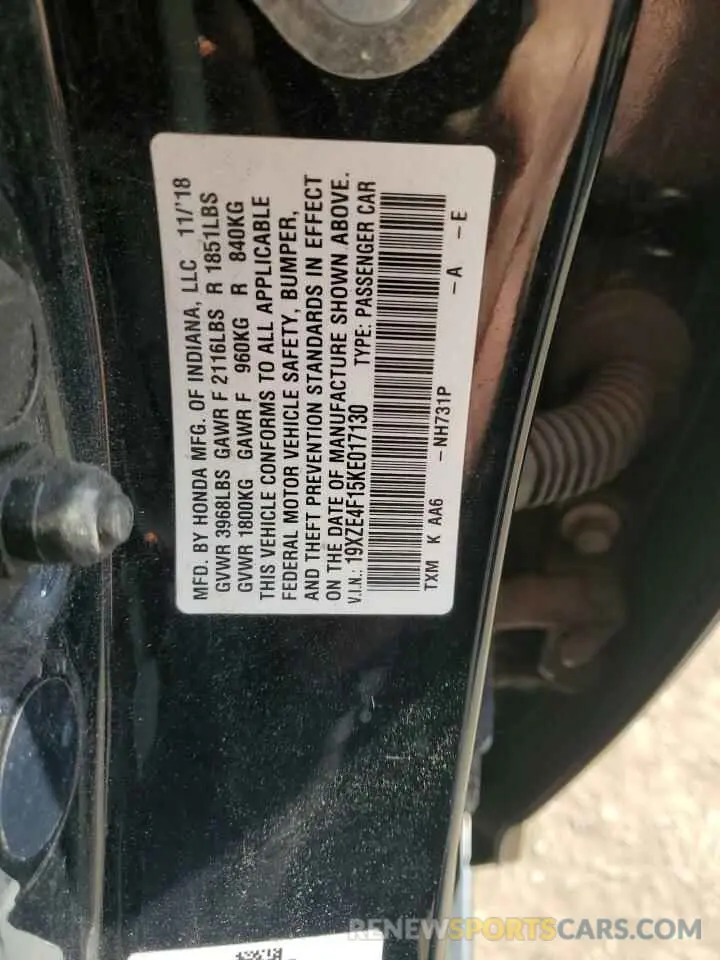 MFD. BY HONDA MFG. OF INDIANA, LLC 11/'18
GVWR 3968LBS GAWR F 2116LBS R 1851LBS
GVWR 1800KG GAWR F 960KG R 840KG
THIS VEHICLE CONFORMS TO ALL APPLICABLE
FEDERAL MOTOR VEHICLE SAFETY, BUMPER,
AND THEFT PREVENTION STANDARDS IN EFFECT
ON THE DATE OF MANUFACTURE SHOWN ABOVE.
V.I.N.: 19XZE4F15KE017130 TYPE: PASSENGER CAR
TXM K AA6 -NH731P -A -E
RENEWSPORTSCARS.COM